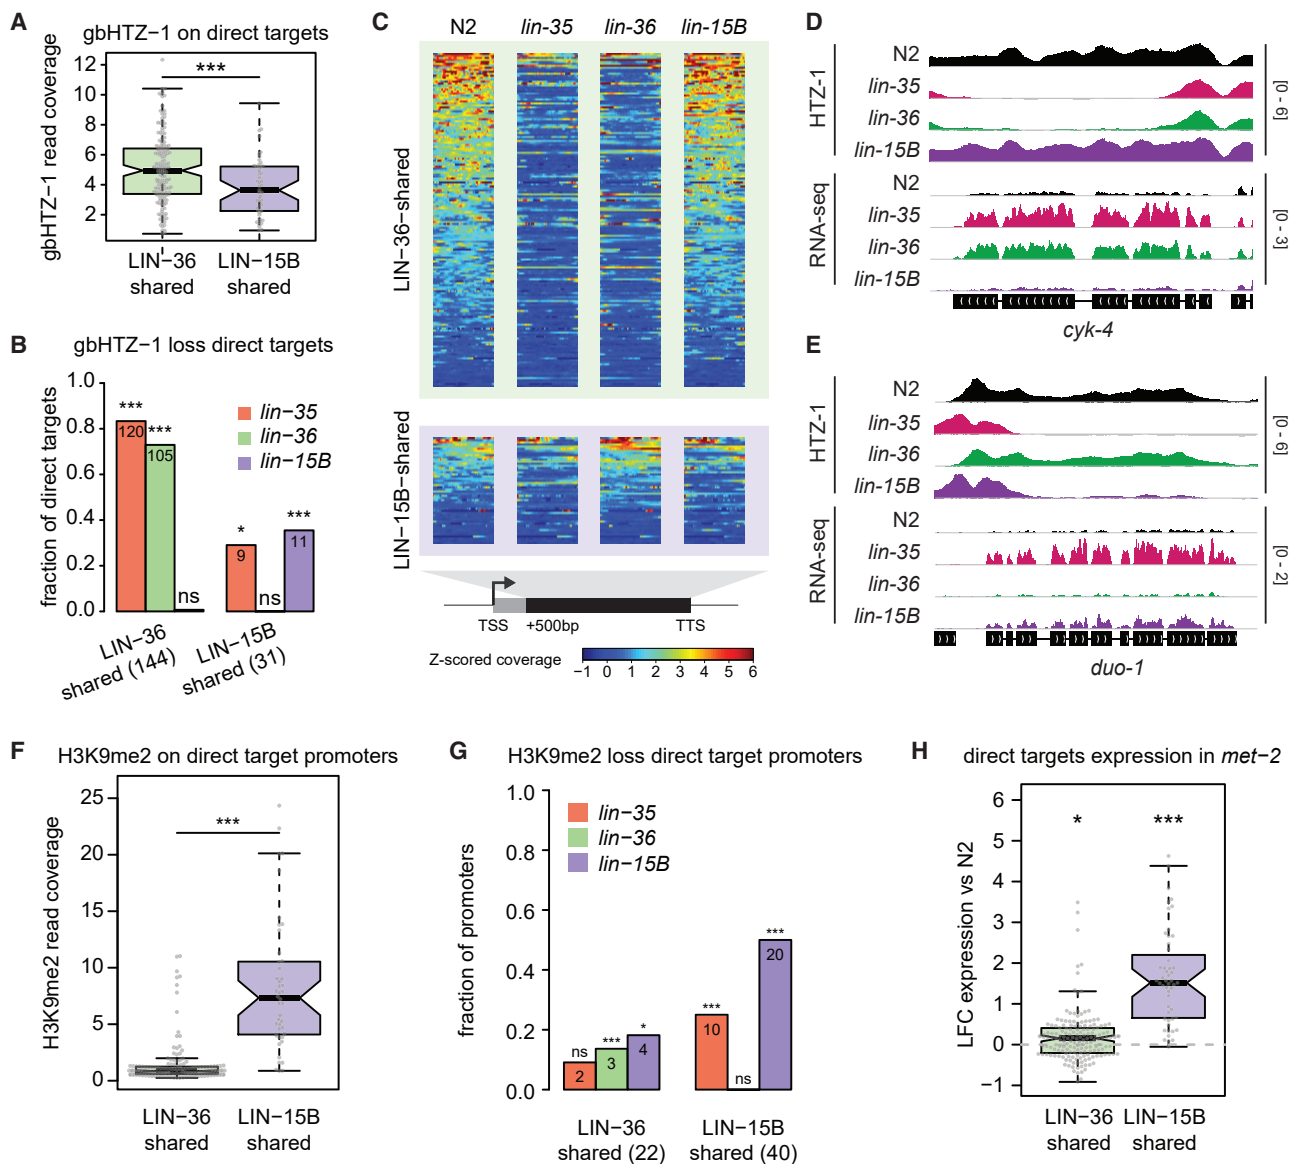 A
gbHTZ−1 on direct targets
gbHTZ−1 read coverage
12
10
8
6
4
2
***
LIN−36
shared
LIN−15B
shared
B
gbHTZ−1 loss direct targets
fraction of direct targets
1.0
0.8
0.6
0.4
0.2
0.0
***
120
***
105
ns
*
9
ns
***
11
lin−35
lin−36
lin−15B
LIN−36
shared (144)
LIN−15B
shared (31)
C
N2
lin-35
lin-36
lin-15B
LIN−36−shared
LIN−15B−shared
TSS
+500bp
TTS
Z-scored coverage
−1 0 1 2 3 4 5 6
D
HTZ-1
N2
lin-35
lin-36
lin-15B
[0 - 6]
RNA-seq
N2
lin-35
lin-36
lin-15B
[0 - 3]
cyk-4
E
HTZ-1
N2
lin-35
lin-36
lin-15B
[0 - 6]
RNA-seq
N2
lin-35
lin-36
lin-15B
[0 - 2]
duo-1
F
H3K9me2 on direct target promoters
H3K9me2 read coverage
25
20
15
10
5
0
***
LIN−36
shared
LIN−15B
shared
G
H3K9me2 loss direct target promoters
fraction of promoters
1.0
0.8
0.6
0.4
0.2
0.0
lin−35
lin−36
lin−15B
ns
2
***
3
*
4
***
10
ns
***
20
LIN−36
shared (22)
LIN−15B
shared (40)
H
direct targets expression in met−2
LFC expression vs N2
6
5
4
3
2
1
0
−1
*
***
LIN−36
shared
LIN−15B
shared